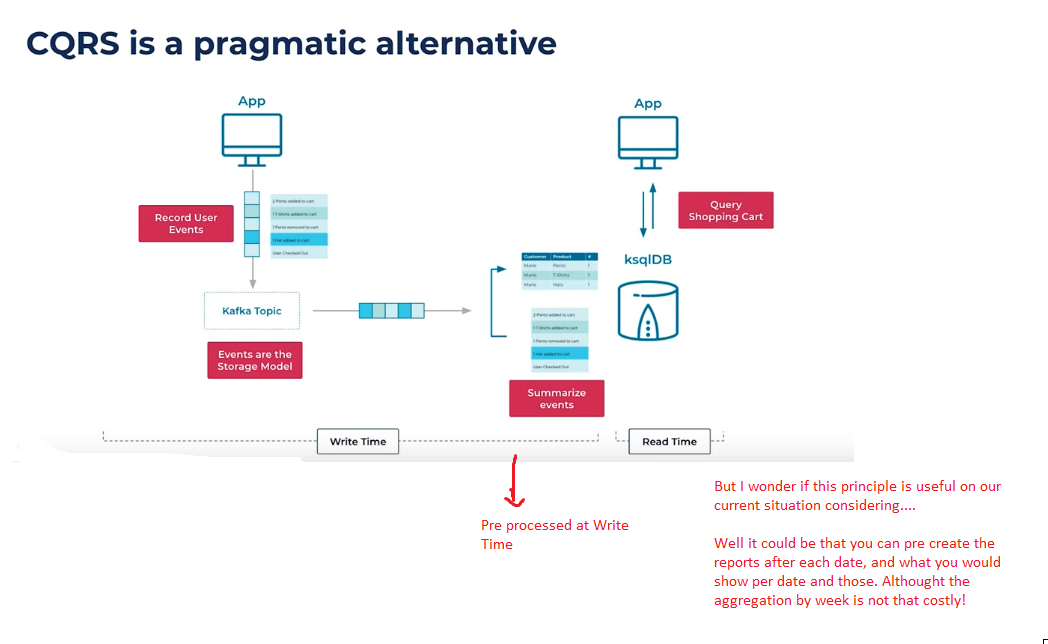 CQRS is a pragmatic alternative
App
Record User
Events
2 Pants added to cart
1 T-Shirts added to cart
1 Pants removed to cart
1 Hat added to cart
User Checked Out
Kafka Topic
Events are the
Storage Model
Customer Product #
Marie Pants 1
Marie T-Shirts 1
Marie Hats 1
2 Pants added to cart
1 T-Shirts added to cart
1 Pants removed to cart
1 Hat added to cart
User Checked Out
Summarize
events
App
Query
Shopping Cart
ksqlDB
Write Time
Read Time
Pre processed at Write
Time
But I wonder if this principle is useful on our
current situation considering....
Well it could be that you can pre create the
reports after each date, and what you would
show per date and those. Althought the
aggregation by week is not that costly!